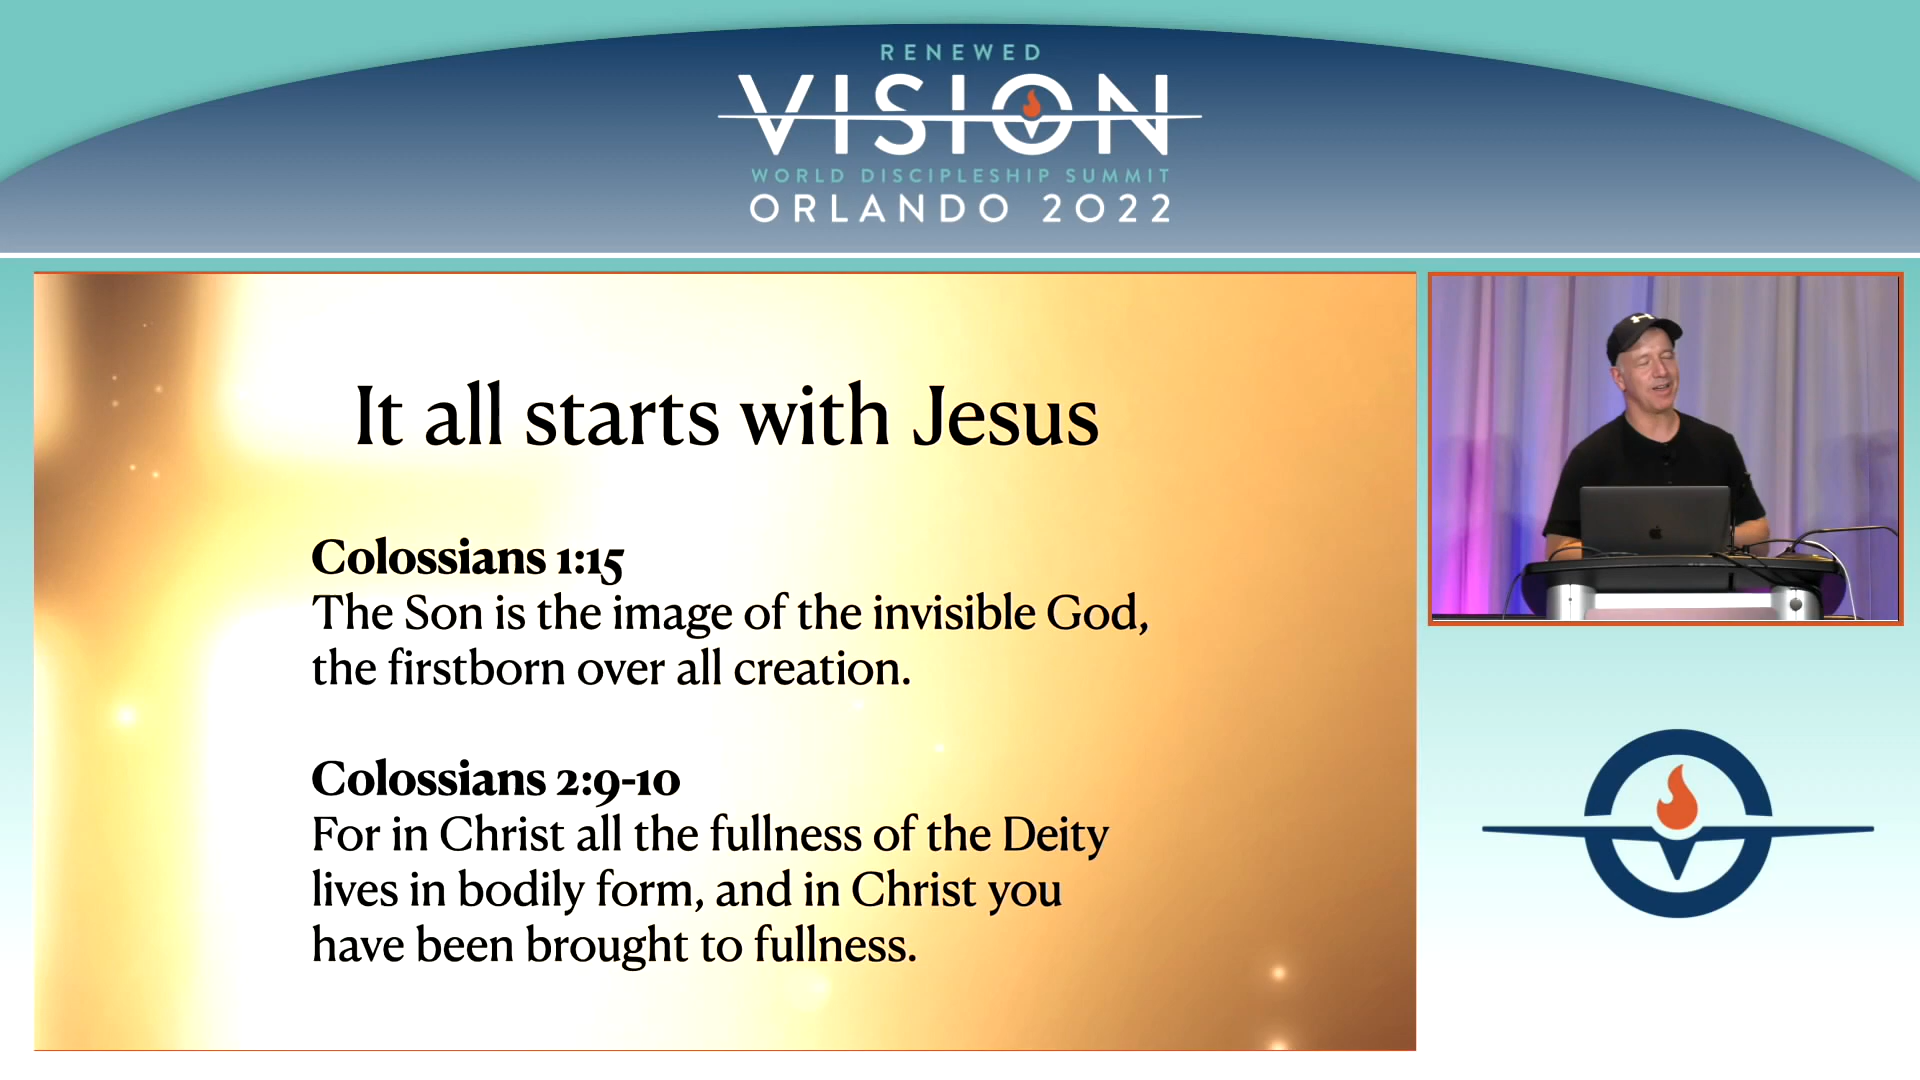 RENEWED
VISION
WORLD DISCIPLESHIP SUMMIT
ORLANDO 2022
It all starts with Jesus
Colossians 1:15
The Son is the image of the invisible God,
the firstborn over all creation.
Colossians 2:9-10
For in Christ all the fullness of the Deity
lives in bodily form, and in Christ you
have been brought to fullness.